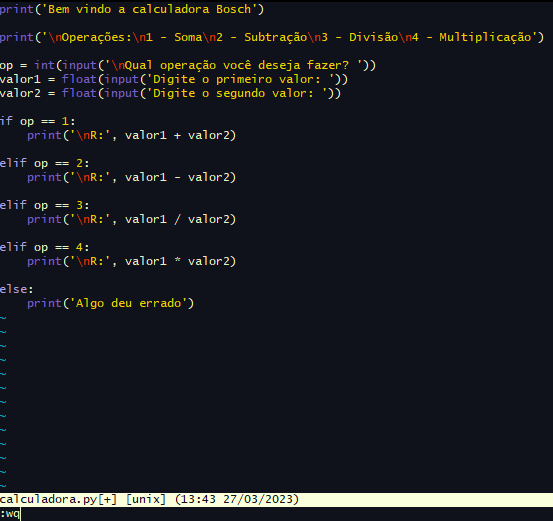 print('Bem vindo a calculadora Bosch')
print('\nOperações:\n1 - Soma\n2 - Subtração\n3 - Divisão\n4 - Multiplicação')
op = int(input('\nQual operação você deseja fazer? '))
valor1 = float(input('Digite o primeiro valor: '))
valor2 = float(input('Digite o segundo valor: '))
if op == 1:
    print('\nR:', valor1 + valor2)
elif op == 2:
    print('\nR:', valor1 - valor2)
elif op == 3:
    print('\nR:', valor1 / valor2)
elif op == 4:
    print('\nR:', valor1 * valor2)
else:
    print('Algo deu errado')
~
~
~
~
~
~
~
~
~
~
~
~
~
calculadora.py[+] [unix] (13:43 27/03/2023)
:wq